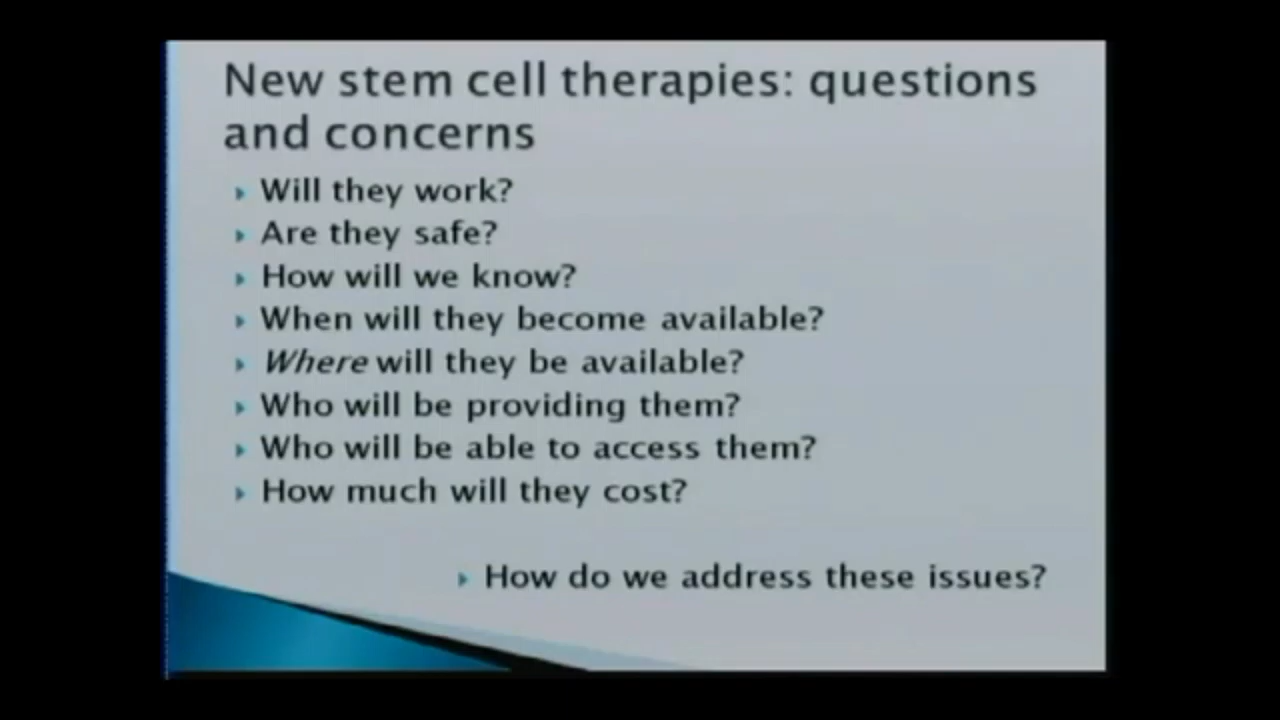 New stem cell therapies: questions
and concerns
Will they work?
Are they safe?
How will we know?
When will they become available?
Where will they be available?
Who will be providing them?
Who will be able to access them?
How much will they cost?
How do we address these issues?